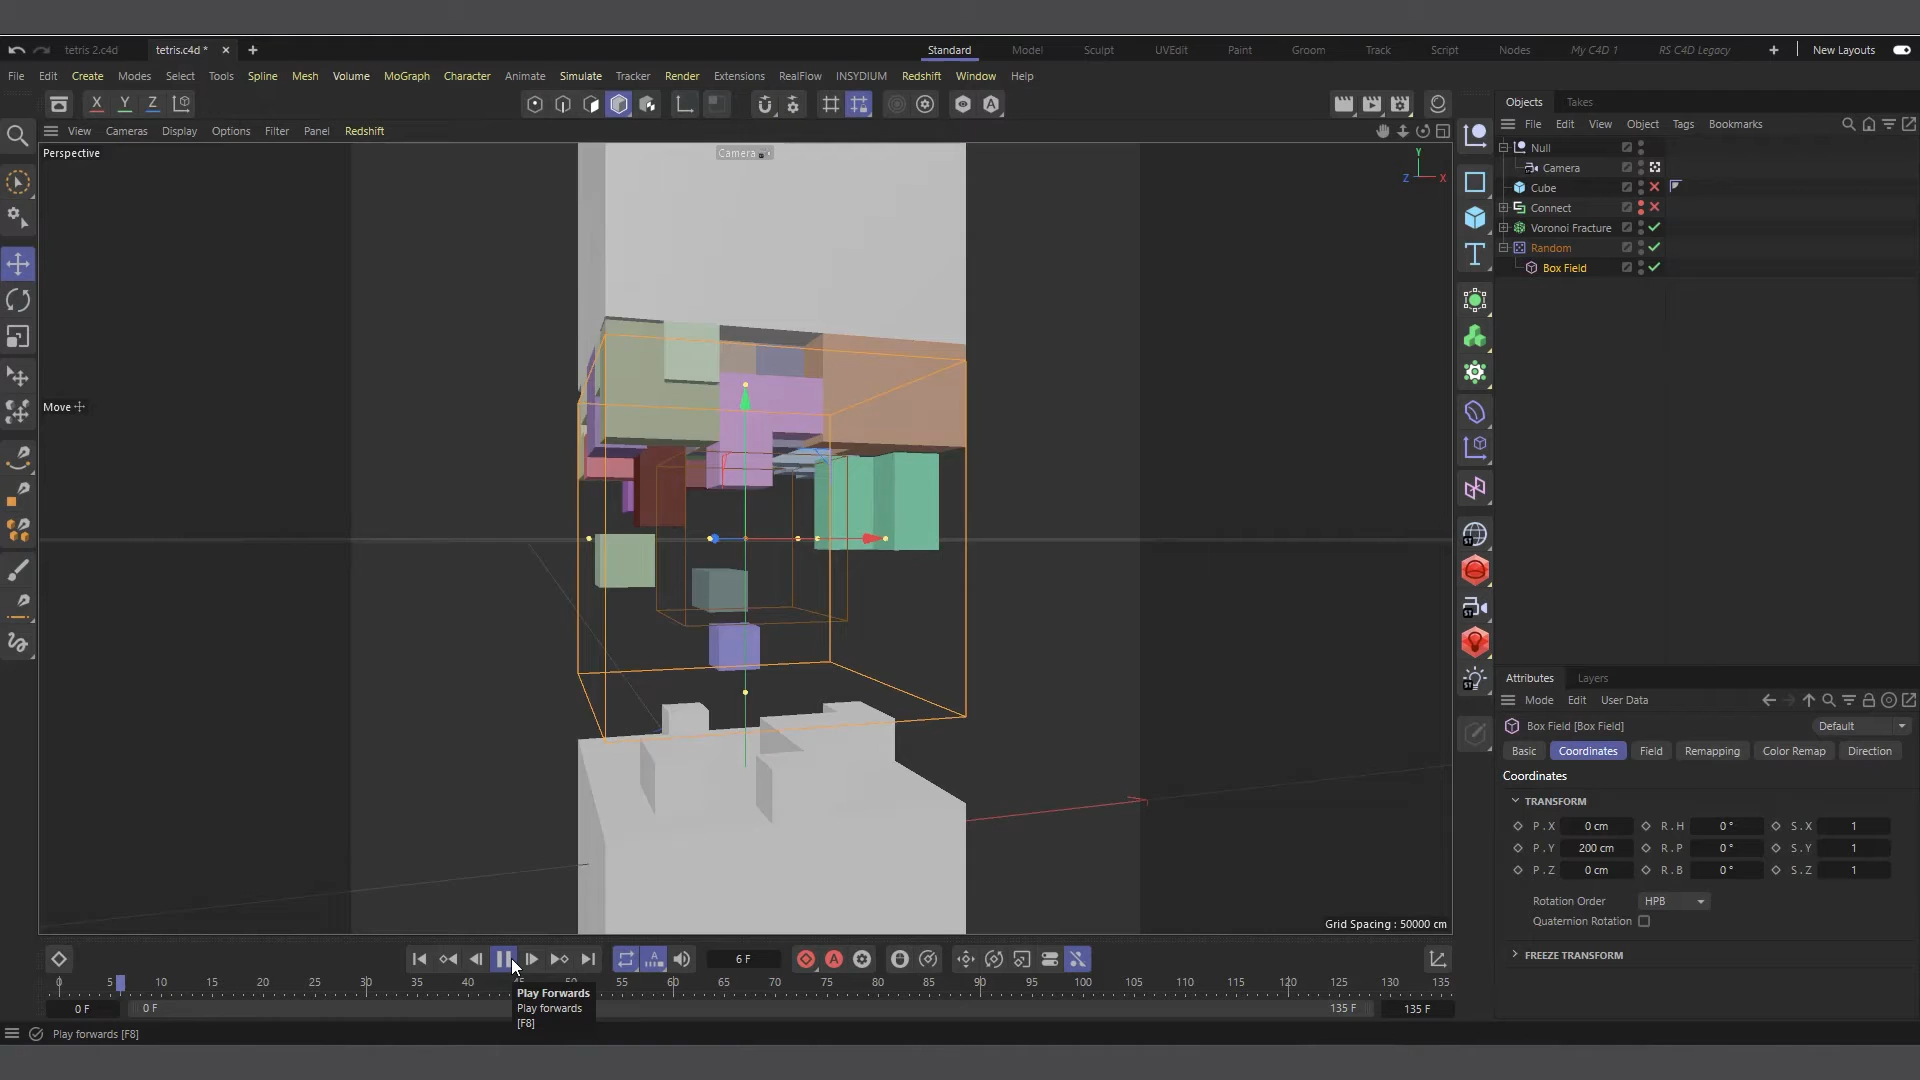 tetris 2.c4d
tetris.c4d *
Standard Model Sculpt UVEdit Paint Groom Track Script Nodes My C4D 1 RS C4D Legacy New Layouts
File Edit Create Modes Select Tools Spline Mesh Volume MoGraph Character Animate Simulate Tracker Render Extensions RealFlow INSYDIUM Redshift Window Help
X Y Z
View Cameras Display Options Filter Panel Redshift
Perspective
Camera
Y
Z X
Move
Grid Spacing : 50000 cm
Objects Takes
File Edit View Object Tags Bookmarks
Null
Camera
Cube
Connect
Voronoi Fracture
Random
Box Field
Attributes Layers
Mode Edit User Data
Box Field [Box Field]
Default
Basic Coordinates Field Remapping Color Remap Direction
Coordinates
TRANSFORM
P . X 0 cm R . H 0 ° S . X 1
P . Y 200 cm R . P 0 ° S . Y 1
P . Z 0 cm R . B 0 ° S . Z 1
Rotation Order HPB
Quaternion Rotation
FREEZE TRANSFORM
6 F
0 5 10 15 20 25 30 35 40 45 55 60 65 70 75 80 85 90 95 100 105 110 115 120 125 130 135
0 F 0 F 135 F 135 F
Play Forwards
Play forwards
[F8]
Play forwards [F8]